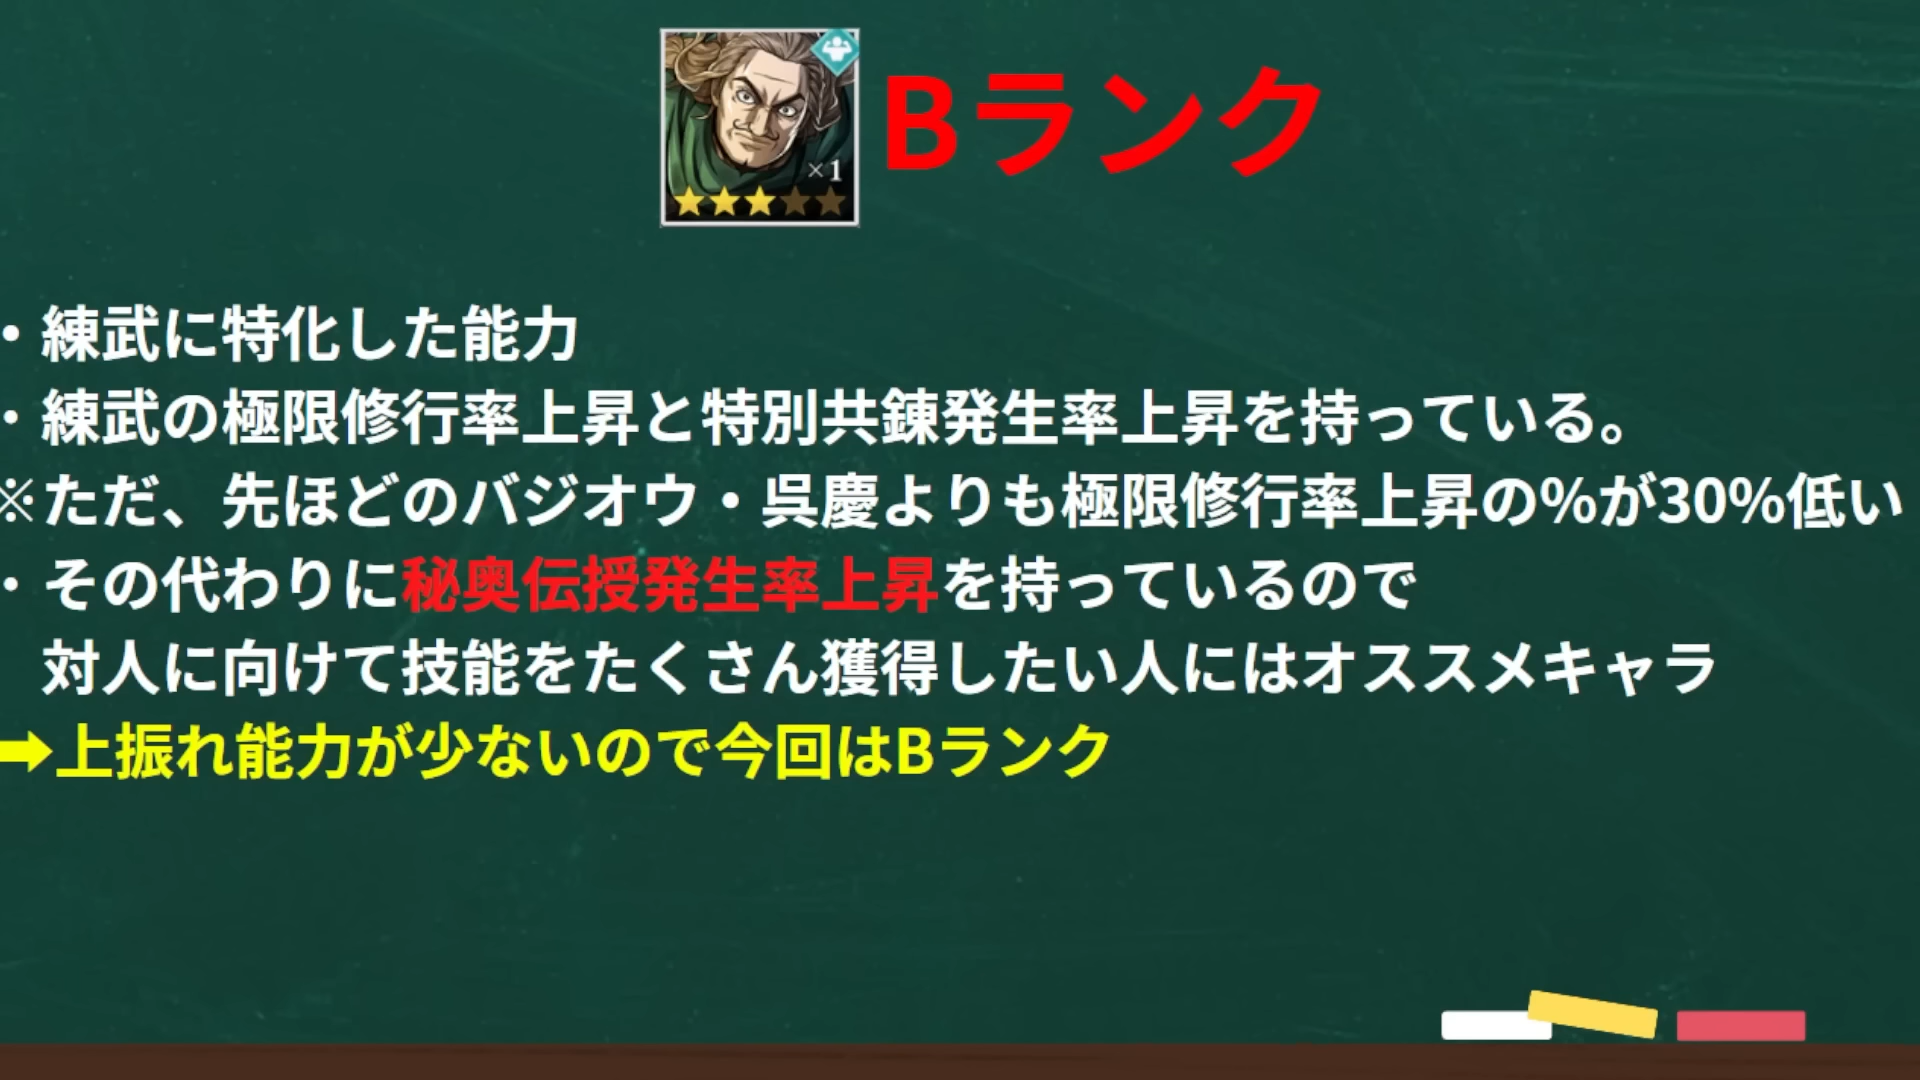 Bランク
×1
・練武に特化した能力
・練武の極限修行率上昇と特別共錬発生率上昇を持っている。
※ただ、先ほどのバジオウ・呉慶よりも極限修行率上昇の%が30%低い
・その代わりに秘奥伝授発生率上昇を持っているので
対人に向けて技能をたくさん獲得したい人にはオススメキャラ
➡上振れ能力が少ないので今回はBランク